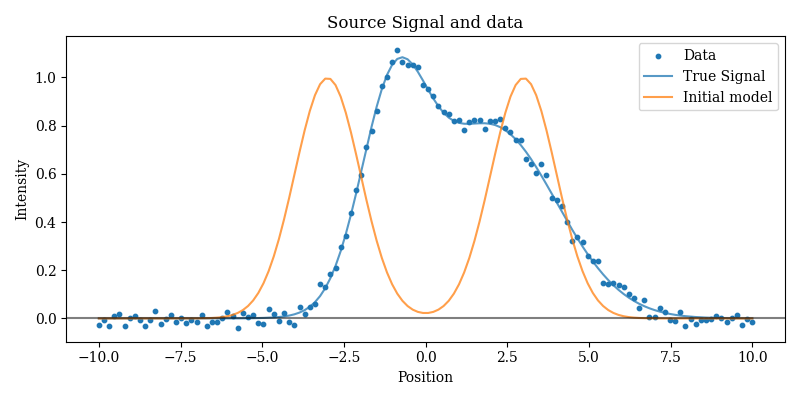 Source Signal and data
Data
True Signal
Initial model
Intensity
1.0
0.8
0.6
0.4
0.2
0.0
−10.0 −7.5 −5.0 −2.5 0.0 2.5 5.0 7.5 10.0
Position